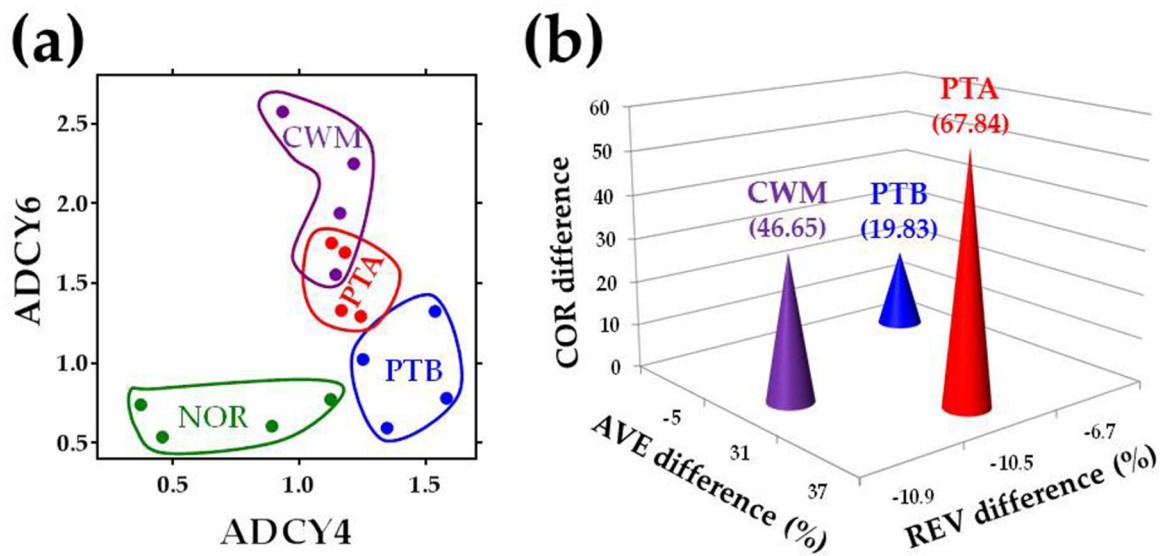 (a)
2.5
2.0
1.5
1.0
0.5
ADCY6
CWM
PTA
PTB
NOR
0.5
1.0
1.5
ADCY4
(b)
60
50
40
30
20
10
0
COR difference
CWM
(46.65)
PTB
(19.83)
PTA
(67.84)
-5
31
37
AVE difference (%)
-10.9
-10.5
-6.7
REV difference (%)